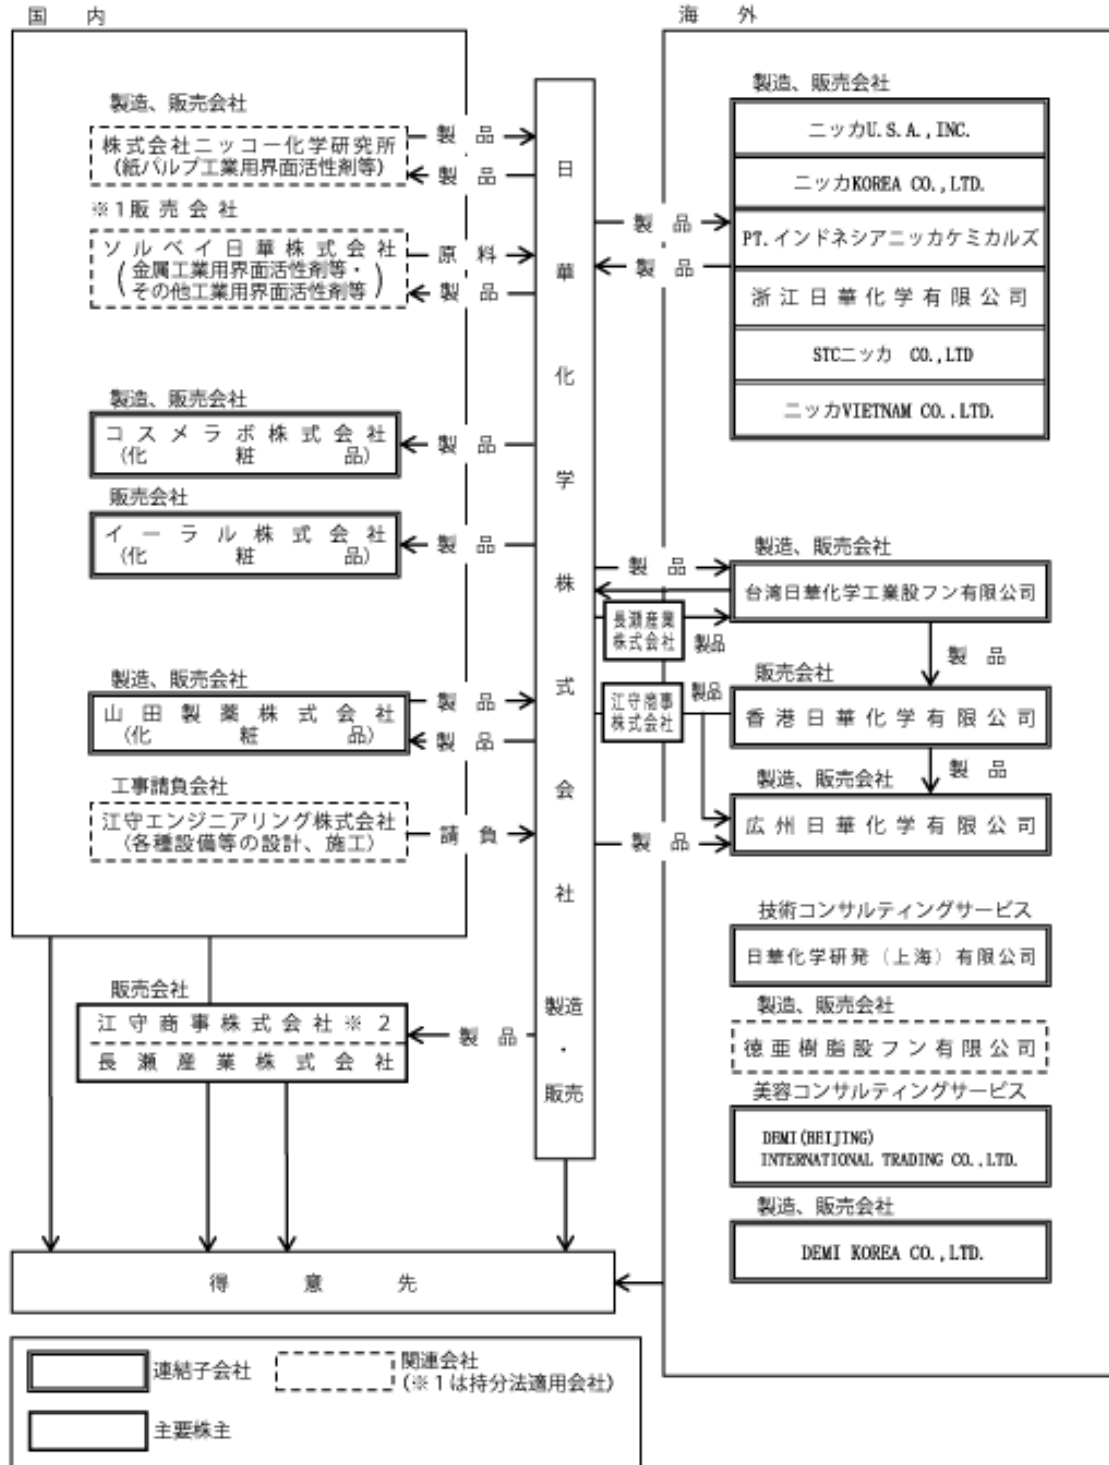 国 内
製造、販売会社
株式会社ニッコー化学研究所
(紙パルプ工業用界面活性剤等)
製 品
製 品
※1販 売 会 社
ソルベイ日華株式会社
(金属工業用界面活性剤等・
その他工業用界面活性剤等)
原 料
製 品
製造、販売会社
コスメラボ株式会社
(化 粧 品)
製 品
販売会社
イーラル株式会社
(化 粧 品)
製 品
製造、販売会社
山田製薬株式会社
(化 粧 品)
製 品
製 品
工事請負会社
江守エンジニアリング株式会社
(各種設備等の設計、施工)
請 負
販売会社
江守商事株式会社※2
長瀬産業株式会社
製 品
日華化学株式会社
製造・販売
海 外
製造、販売会社
ニッカU.S.A.,INC.
ニッカKOREA CO.,LTD.
PT.インドネシアニッカケミカルズ
浙江日華化学有限公司
STCニッカ CO.,LTD
ニッカVIETNAM CO.,LTD.
製 品
製 品
製造、販売会社
台湾日華化学工業股フン有限公司
製 品
長瀬産業
株式会社
製品
製 品
販売会社
香港日華化学有限公司
江守商事
株式会社
製品
製 品
製造、販売会社
広州日華化学有限公司
製 品
技術コンサルティングサービス
日華化学研発（上海）有限公司
製造、販売会社
徳亜樹脂股フン有限公司
美容コンサルティングサービス
DEMI(BEIJING)
INTERNATIONAL TRADING CO.,LTD.
製造、販売会社
DEMI KOREA CO.,LTD.
得 意 先
連結子会社
関連会社
(※1は持分法適用会社)
主要株主